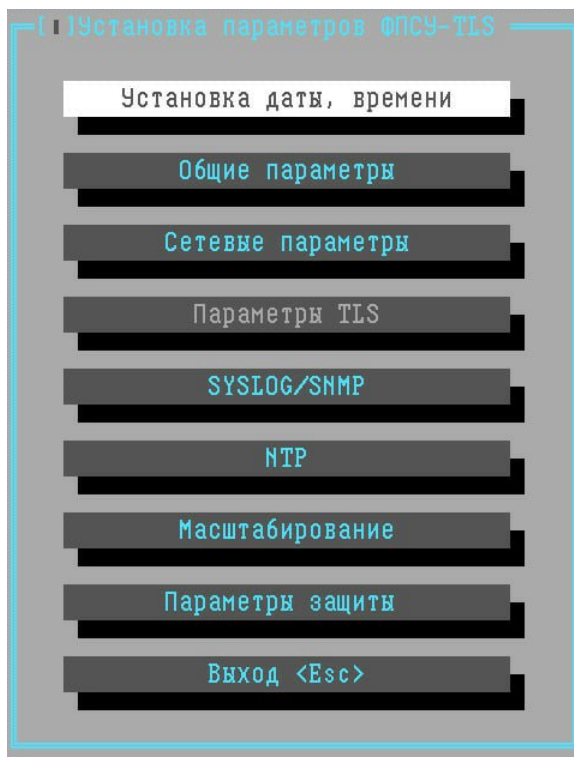 [▮]Установка параметров ФПСУ-TLS
Установка даты, времени
Общие параметры
Сетевые параметры
Параметры TLS
SYSLOG/SNMP
NTP
Масштабирование
Параметры защиты
Выход <Esc>